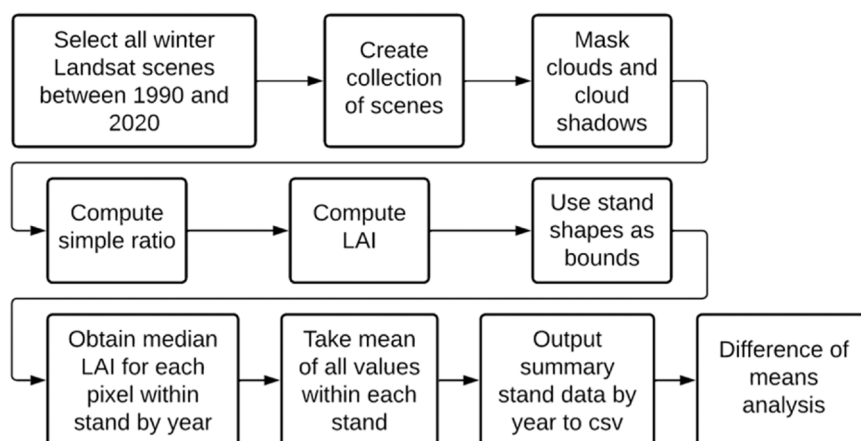 Select all winter
Landsat scenes
between 1990 and
2020
Create
collection
of scenes
Mask
clouds and
cloud
shadows
Compute
simple ratio
Compute
LAI
Use stand
shapes as
bounds
Obtain median
LAI for each
pixel within
stand by year
Take mean
of all values
within each
stand
Output
summary
stand data by
year to csv
Difference of
means
analysis